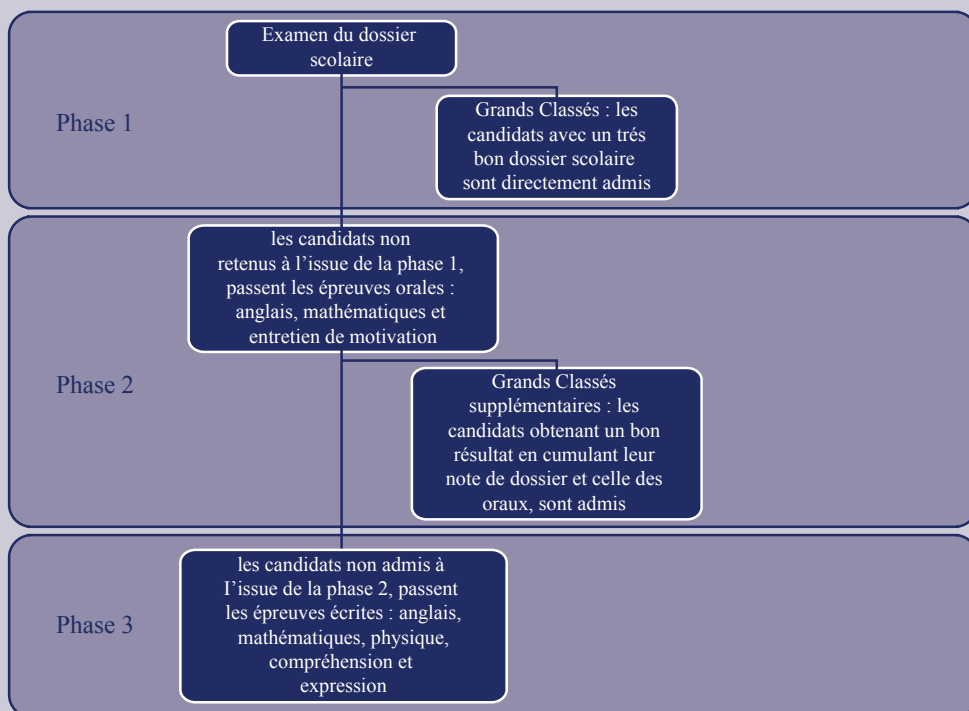 Examen du dossier
scolaire
Phase 1
Grands Classés : les
candidats avec un trés
bon dossier scolaire
sont directement admis
les candidats non
retenus à l’issue de la phase 1,
passent les épreuves orales :
anglais, mathématiques et
entretien de motivation
Phase 2
Grands Classés
supplémentaires : les
candidats obtenant un bon
résultat en cumulant leur
note de dossier et celle des
oraux, sont admis
les candidats non admis à
l’issue de la phase 2, passent
les épreuves écrites : anglais,
mathématiques, physique,
compréhension et
expression
Phase 3